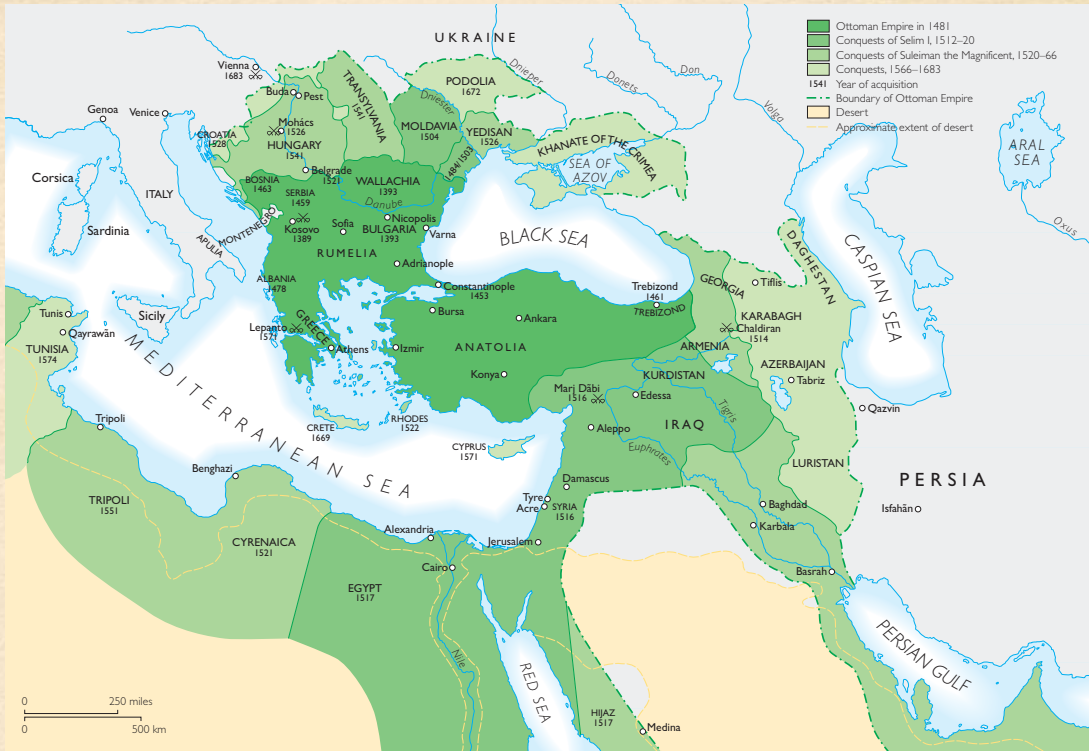 UKRAINE
Ottoman Empire in 1481
Conquests of Selim I, 1512–20
Conquests of Suleiman the Magnificent, 1520–66
Conquests, 1566–1683
1541 Year of acquisition
Boundary of Ottoman Empire
Desert
Approximate extent of desert
Vienna
1683
Buda
Pest
TRANSYLVANIA
1541
PODOLIA
1672
Dnieper
Donets
Don
Volga
Genoa
Venice
Mohács
1526
CROATIA
1528
HUNGARY
1541
Dniester
MOLDAVIA
1504
YEDISAN
1526
1484/1503
KHANATE OF THE CRIMEA
SEA OF
AZOV
ARAL
SEA
Oxus
Corsica
ITALY
BOSNIA
1463
Belgrade
1521
SERBIA
1459
WALLACHIA
1393
Danube
Nicopolis
Sardinia
APULIA
MONTENEGRO
Kosovo
1389
Sofia
BULGARIA
1393
Varna
BLACK SEA
CASPIAN SEA
DAGHESTAN
RUMELIA
Adrianople
ALBANIA
1478
Constantinople
1453
Trebizond
1461
TREBIZOND
GEORGIA
Tiflis
Tunis
Qayrawān
TUNISIA
1574
Sicily
Lepanto
1571
GREECE
Athens
Bursa
Ankara
Izmir
ANATOLIA
Konya
KARABAGH
Chaldiran
1514
ARMENIA
AZERBAIJAN
Tabriz
KURDISTAN
Marj Dābi
1516
Edessa
Tigris
Qazvin
MEDITERRANEAN SEA
Tripoli
CRETE
1669
RHODES
1522
CYPRUS
1571
Aleppo
IRAQ
Euphrates
LURISTAN
PERSIA
Benghazi
Damascus
Tyre
Acre
SYRIA
1516
Baghdad
Karbala
Isfahān
TRIPOLI
1551
CYRENAICA
1521
Alexandria
Jerusalem
Cairo
Basrah
EGYPT
1517
Nile
RED SEA
PERSIAN GULF
HIJAZ
1517
Medina
0 250 miles
0 500 km